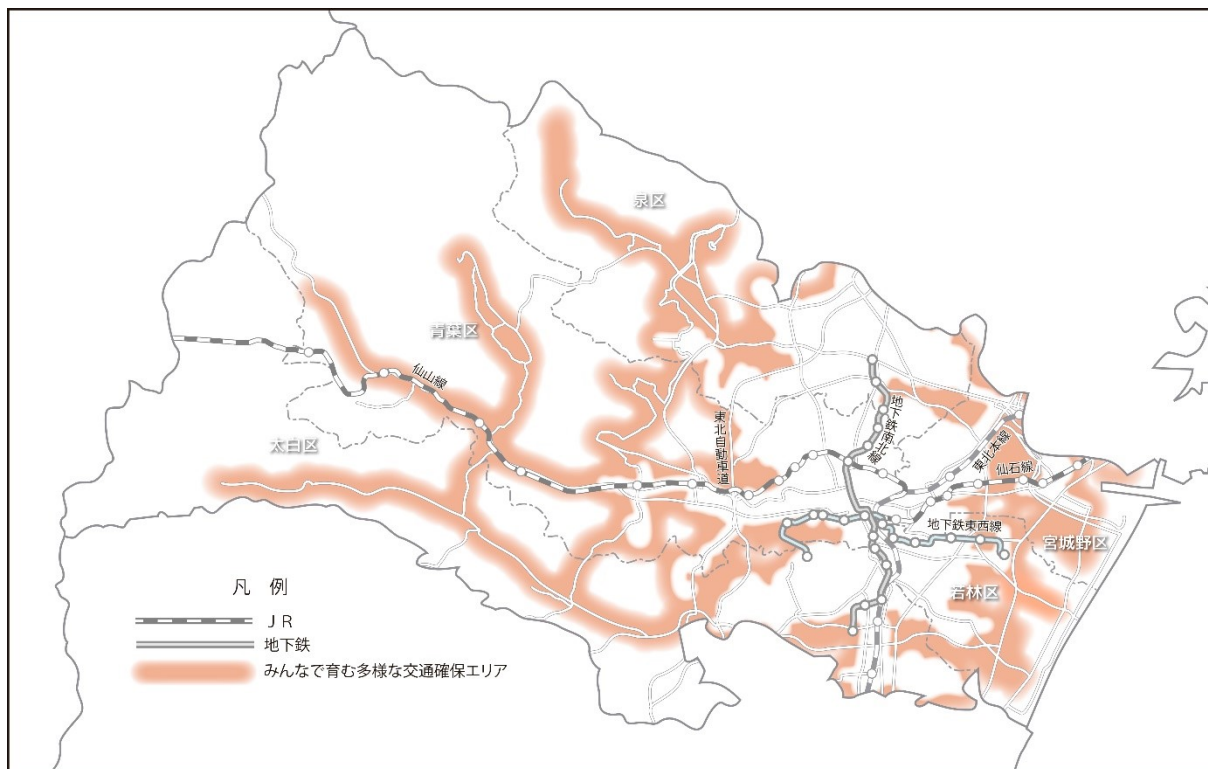 泉区
青葉区
仙山線
太白区
東北自動車道
地下鉄南北線
東北本線
仙石線
地下鉄東西線
宮城野区
若林区
凡 例
JR
地下鉄
みんなで育む多様な交通確保エリア